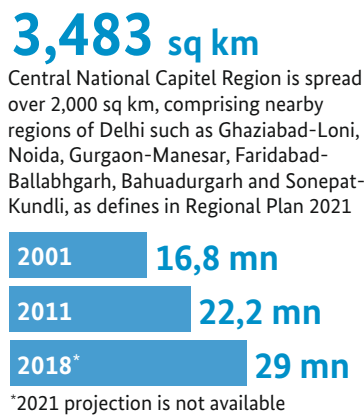 3,483 sq km
Central National Capitel Region is spread
over 2,000 sq km, comprising nearby
regions of Delhi such as Ghaziabad-Loni,
Noida, Gurgaon-Manesar, Faridabad-
Ballabhgarh, Bahuadurgarh and Sonepat-
Kundli, as defines in Regional Plan 2021
2001 16,8 mn
2011 22,2 mn
2018* 29 mn
*2021 projection is not available